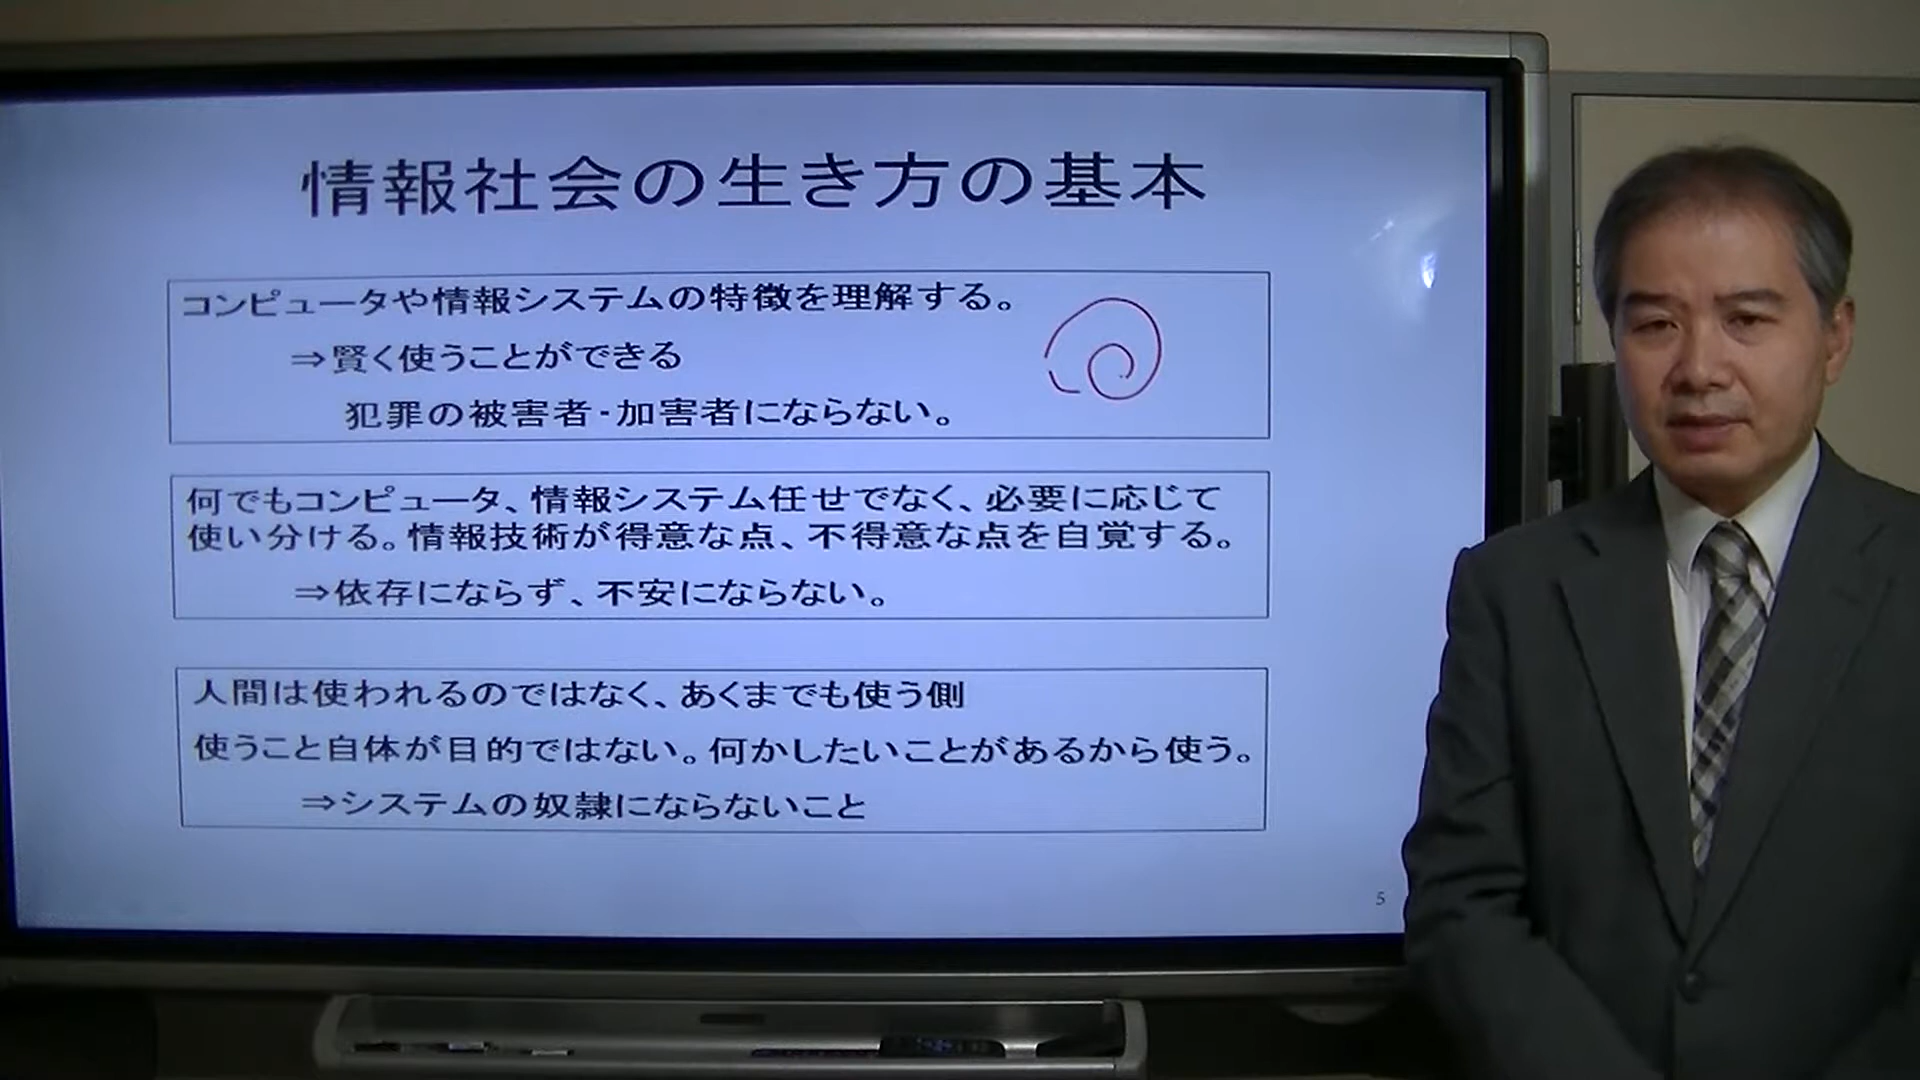 情報社会の生き方の基本
コンピュータや情報システムの特徴を理解する。
⇒賢く使うことができる
犯罪の被害者・加害者にならない。
何でもコンピュータ、情報システム任せでなく、必要に応じて
使い分ける。情報技術が得意な点、不得意な点を自覚する。
⇒依存にならず、不安にならない。
人間は使われるのではなく、あくまでも使う側
使うこと自体が目的ではない。何かしたいことがあるから使う。
⇒システムの奴隷にならないこと
5